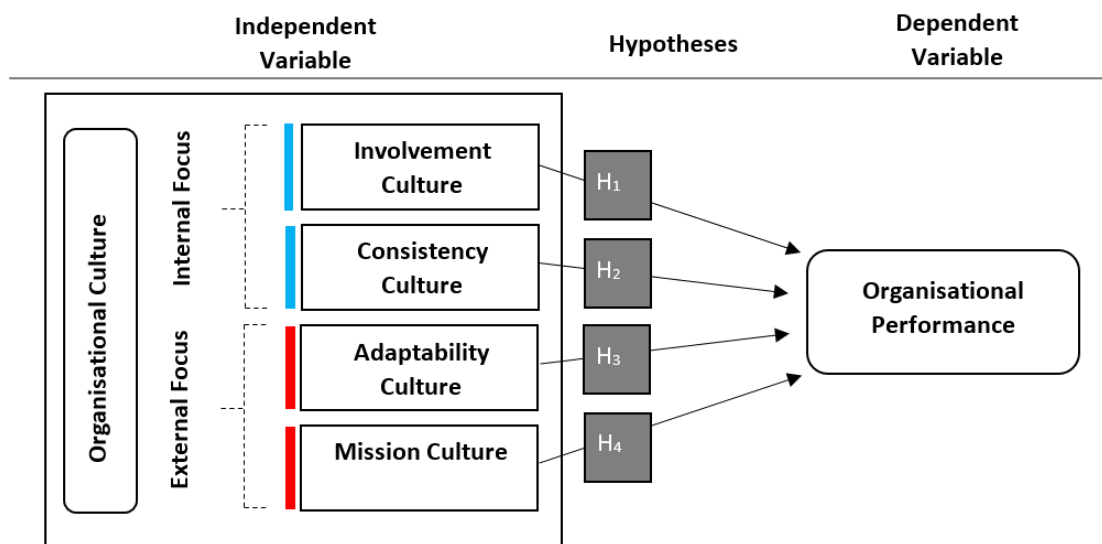 Independent
Variable
Hypotheses
Dependent
Variable
Organisational Culture
Internal Focus
External Focus
Involvement
Culture
Consistency
Culture
Adaptability
Culture
Mission Culture
H₁
H₂
H₃
H₄
Organisational
Performance